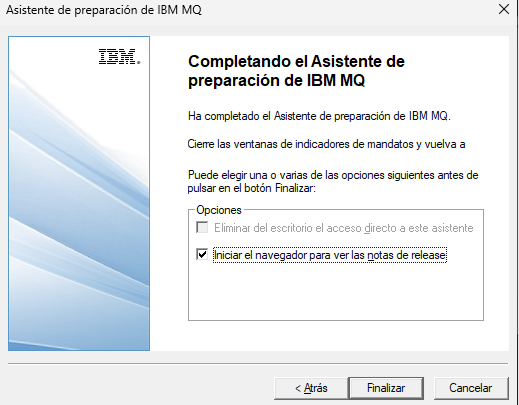 Asistente de preparación de IBM MQ
IBM.
Completando el Asistente de
preparación de IBM MQ
Ha completado el Asistente de preparación de IBM MQ.
Cierre las ventanas de indicadores de mandatos y vuelva a
Puede elegir una o varias de las opciones siguientes antes de
pulsar en el botón Finalizar:
Opciones
Eliminar del escritorio el acceso directo a este asistente
Iniciar el navegador para ver las notas de release
< Atrás
Finalizar
Cancelar